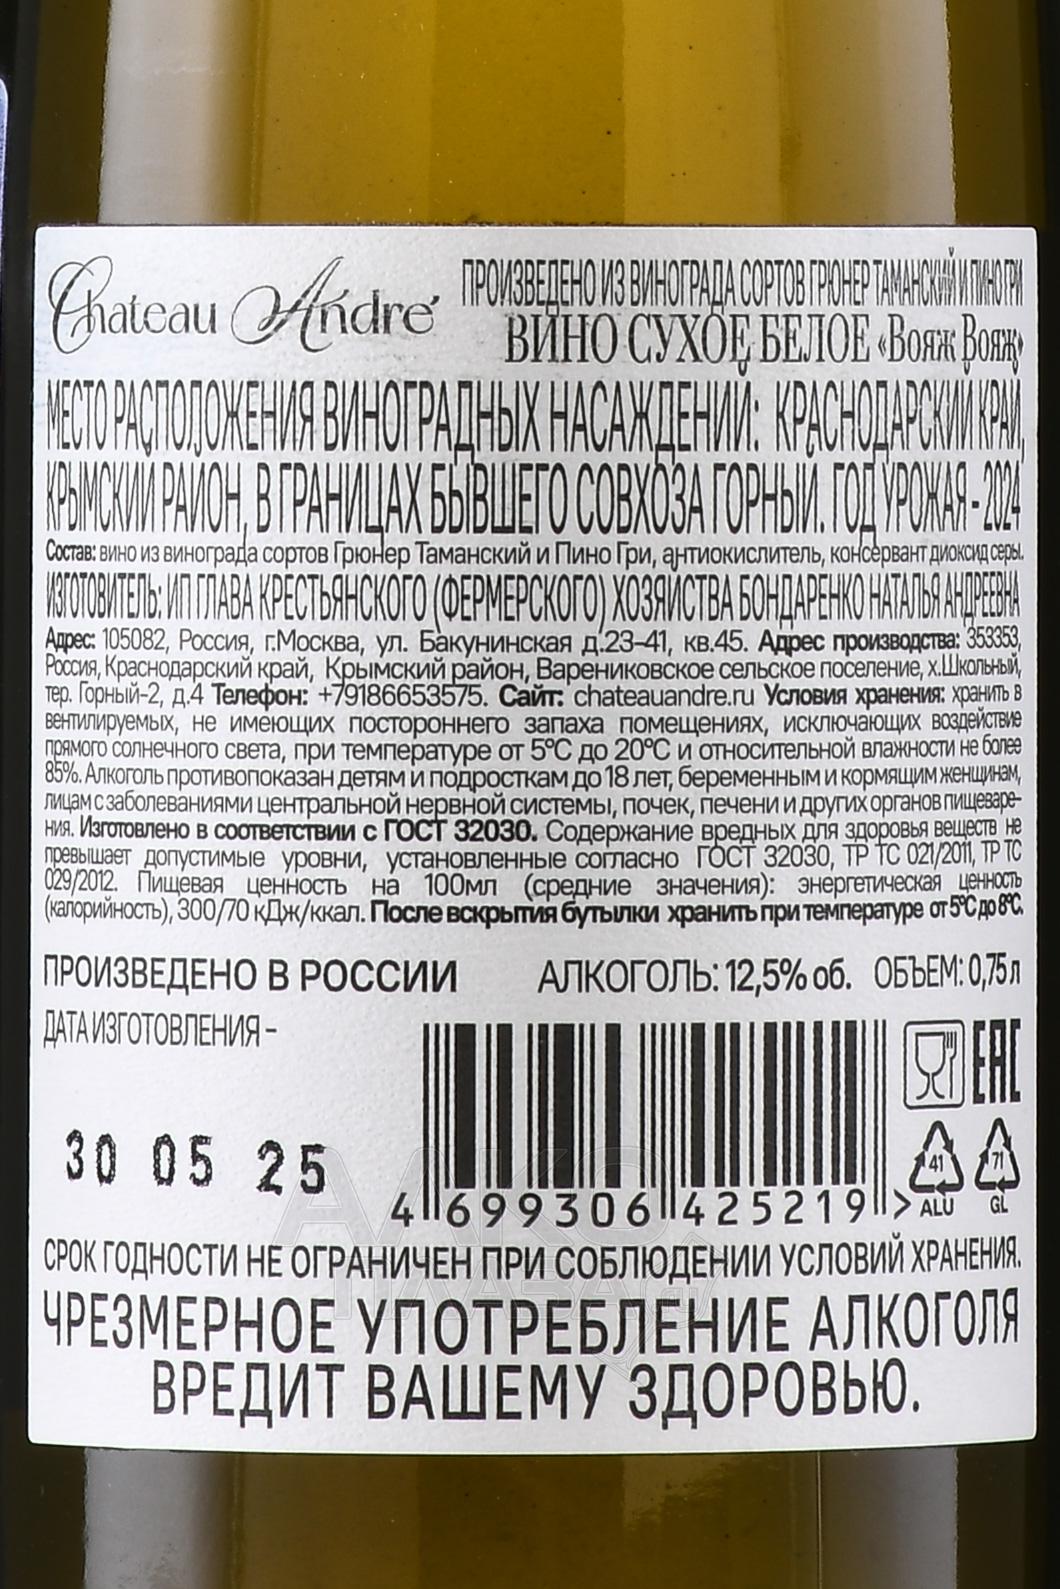 Chateau André
ПРОИЗВЕДЕНО ИЗ ВИНОГРАДА СОРТОВ ГРЮНЕР ТАМАНСКИЙ И ПИНО ГРИ
ВИНО СУХОЕ БЕЛОЕ «Вояж Вояж»
МЕСТО РАСПОЛОЖЕНИЯ ВИНОГРАДНЫХ НАСАЖДЕНИЙ: КРАСНОДАРСКИЙ КРАЙ,
КРЫМСКИЙ РАЙОН, В ГРАНИЦАХ БЫВШЕГО СОВХОЗА ГОРНЫЙ. ГОД УРОЖАЯ - 2024
Состав: вино из винограда сортов Грюнер Таманский и Пино Гри, антиокислитель, консервант диоксид серы.
ИЗГОТОВИТЕЛЬ: ИП ГЛАВА КРЕСТЬЯНСКОГО (ФЕРМЕРСКОГО) ХОЗЯЙСТВА БОНДАРЕНКО НАТАЛЬЯ АНДРЕЕВНА
Адрес: 105082, Россия, г.Москва, ул. Бакунинская д.23-41, кв.45. Адрес производства: 353353,
Россия, Краснодарский край, Крымский район, Варениковское сельское поселение, х.Школьный,
тер. Горный-2, д.4 Телефон: +79186653575. Сайт: chateauandre.ru Условия хранения: хранить в
вентилируемых, не имеющих постороннего запаха помещениях, исключающих воздействие
прямого солнечного света, при температуре от 5°С до 20°С и относительной влажности не более
85%. Алкоголь противопоказан детям и подросткам до 18 лет, беременным и кормящим женщинам,
лицам с заболеваниями центральной нервной системы, почек, печени и других органов пищеваре-
ния. Изготовлено в соответствии с ГОСТ 32030. Содержание вредных для здоровья веществ не
превышает допустимые уровни, установленные согласно ГОСТ 32030, ТР ТС 021/2011, ТР ТС
029/2012. Пищевая ценность на 100мл (средние значения): энергетическая ценность
(калорийность), 300/70 кДж/ккал. После вскрытия бутылки хранить при температуре от 5°С до 8°С.
ПРОИЗВЕДЕНО В РОССИИ АЛКОГОЛЬ: 12,5% об. ОБЪЕМ: 0,75 л
ДАТА ИЗГОТОВЛЕНИЯ –
EAC
30 05 25
41 ALU
71 GL
4 699306 425219 >
АЛКО ПЛАЗА
СРОК ГОДНОСТИ НЕ ОГРАНИЧЕН ПРИ СОБЛЮДЕНИИ УСЛОВИЙ ХРАНЕНИЯ.
ЧРЕЗМЕРНОЕ УПОТРЕБЛЕНИЕ АЛКОГОЛЯ
ВРЕДИТ ВАШЕМУ ЗДОРОВЬЮ.